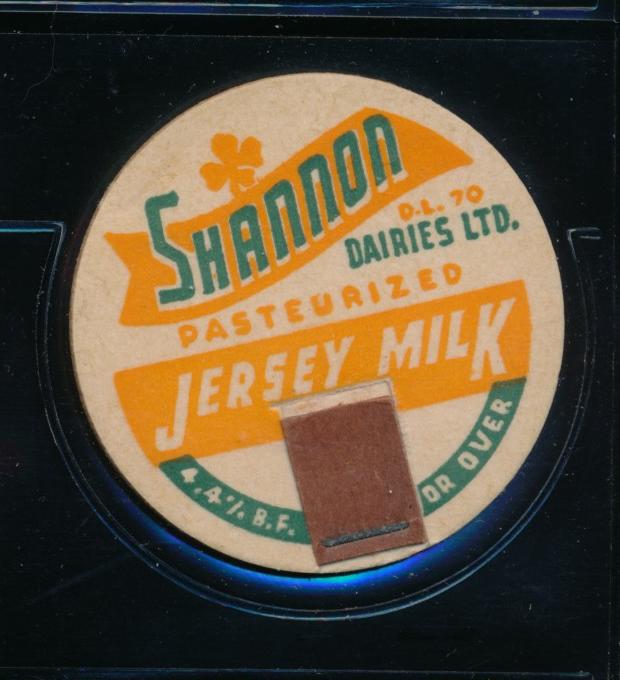 SHANNON
D.L. 70
DAIRIES LTD.
PASTEURIZED
JERSEY MILK
4.4% B.F. OR OVER